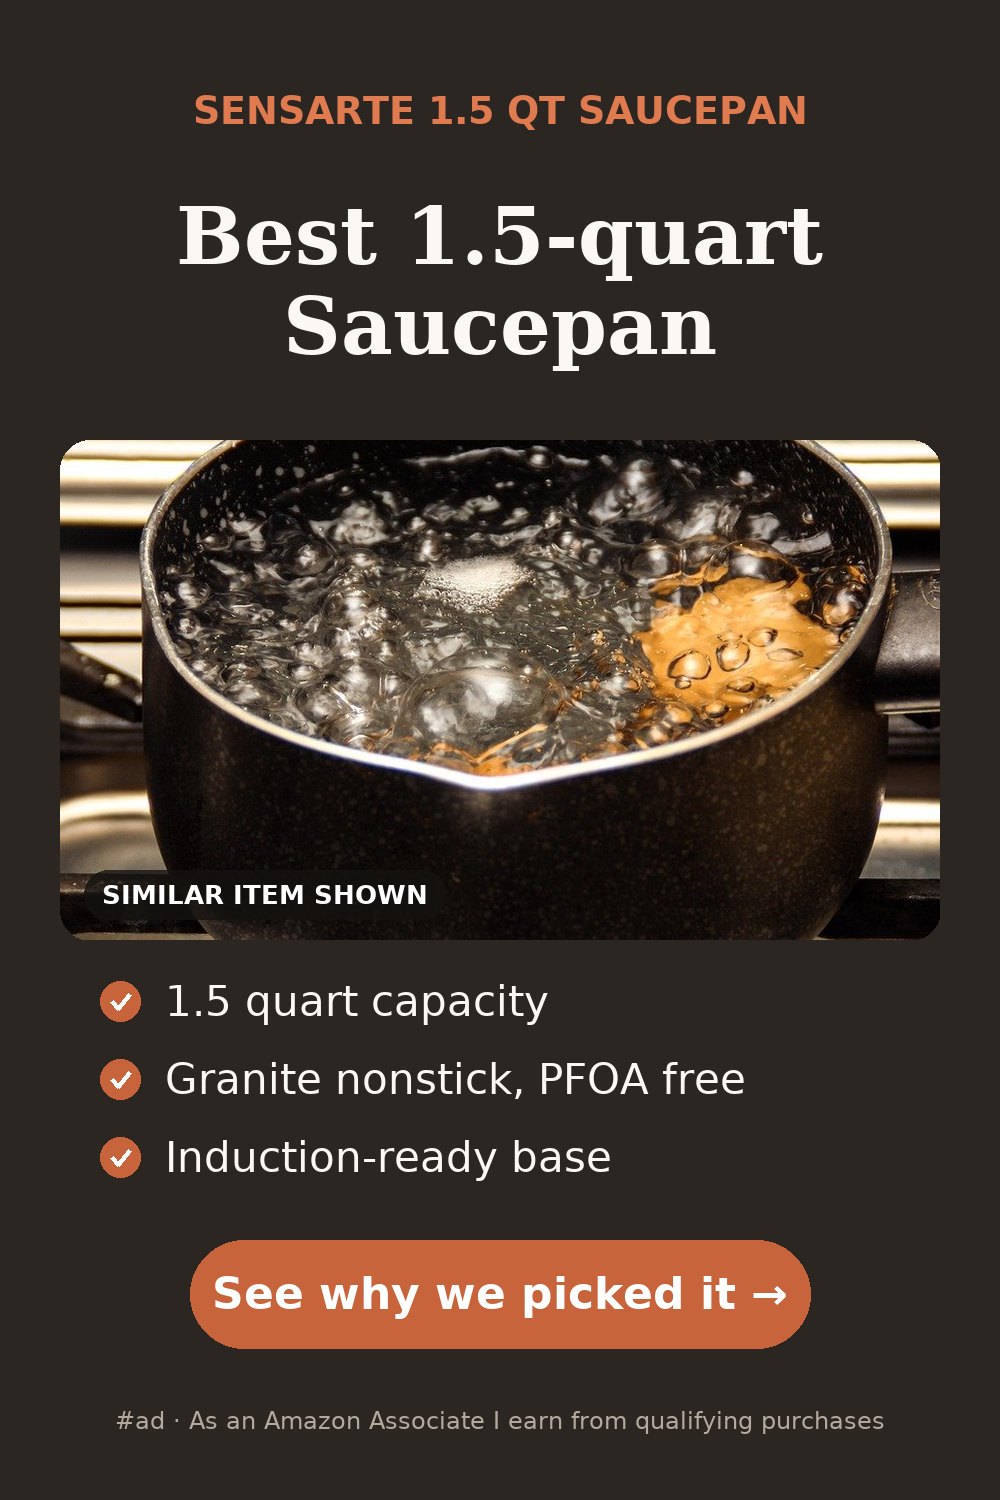 SENSARTE 1.5 QT SAUCEPAN
Best 1.5-quart
Saucepan
SIMILAR ITEM SHOWN
1.5 quart capacity
Granite nonstick, PFOA free
Induction-ready base
See why we picked it →
#ad · As an Amazon Associate I earn from qualifying purchases